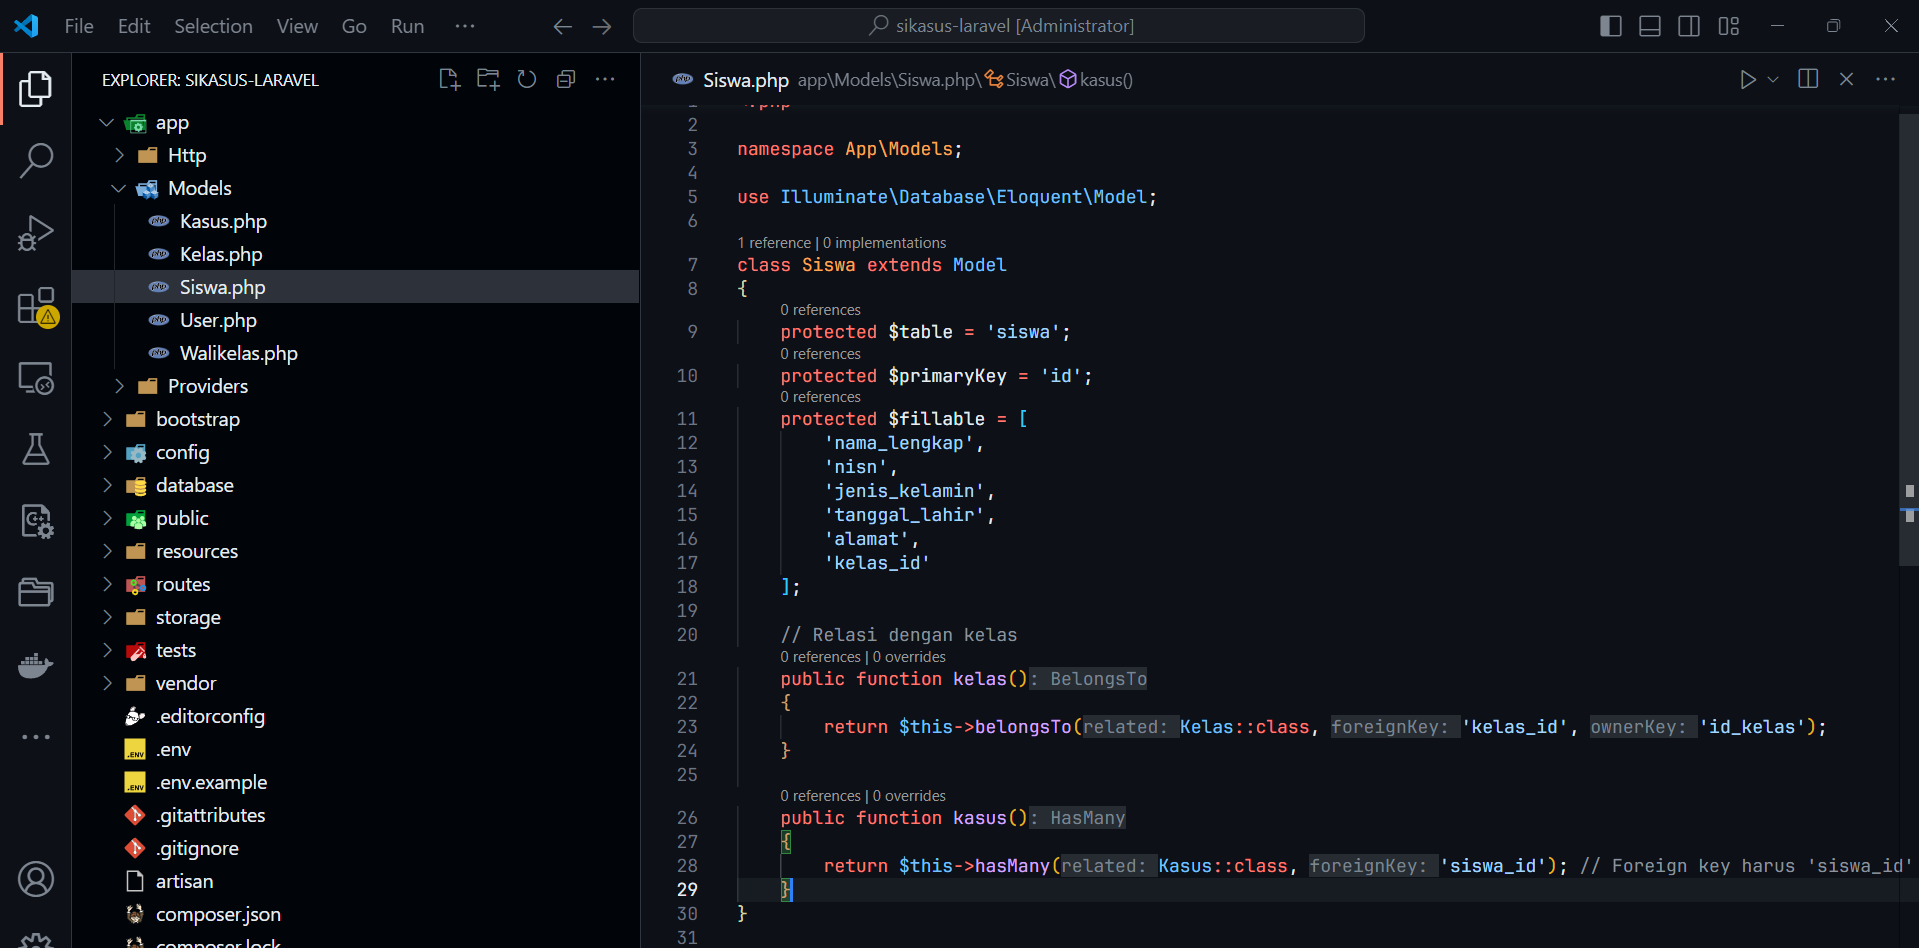 File Edit Selection View Go Run ··· sikasus-laravel [Administrator]
EXPLORER: SIKASUS-LARAVEL
app
Http
Models
Kasus.php
Kelas.php
Siswa.php
User.php
Walikelas.php
Providers
bootstrap
config
database
public
resources
routes
storage
tests
vendor
.editorconfig
.env
.env.example
.gitattributes
.gitignore
artisan
composer.json
composer.lock
Siswa.php app\Models\Siswa.php\Siswa\kasus()
1 <?php
2
3 namespace App\Models;
4
5 use Illuminate\Database\Eloquent\Model;
6
1 reference | 0 implementations
7 class Siswa extends Model
8 {
0 references
9 protected $table = 'siswa';
0 references
10 protected $primaryKey = 'id';
0 references
11 protected $fillable = [
12 'nama_lengkap',
13 'nisn',
14 'jenis_kelamin',
15 'tanggal_lahir',
16 'alamat',
17 'kelas_id'
18 ];
19
20 // Relasi dengan kelas
0 references | 0 overrides
21 public function kelas(): BelongsTo
22 {
23 return $this->belongsTo(related: Kelas::class, foreignKey: 'kelas_id', ownerKey: 'id_kelas');
24 }
25
0 references | 0 overrides
26 public function kasus(): HasMany
27 {
28 return $this->hasMany(related: Kasus::class, foreignKey: 'siswa_id'); // Foreign key harus 'siswa_id'
29 }
30 }
31